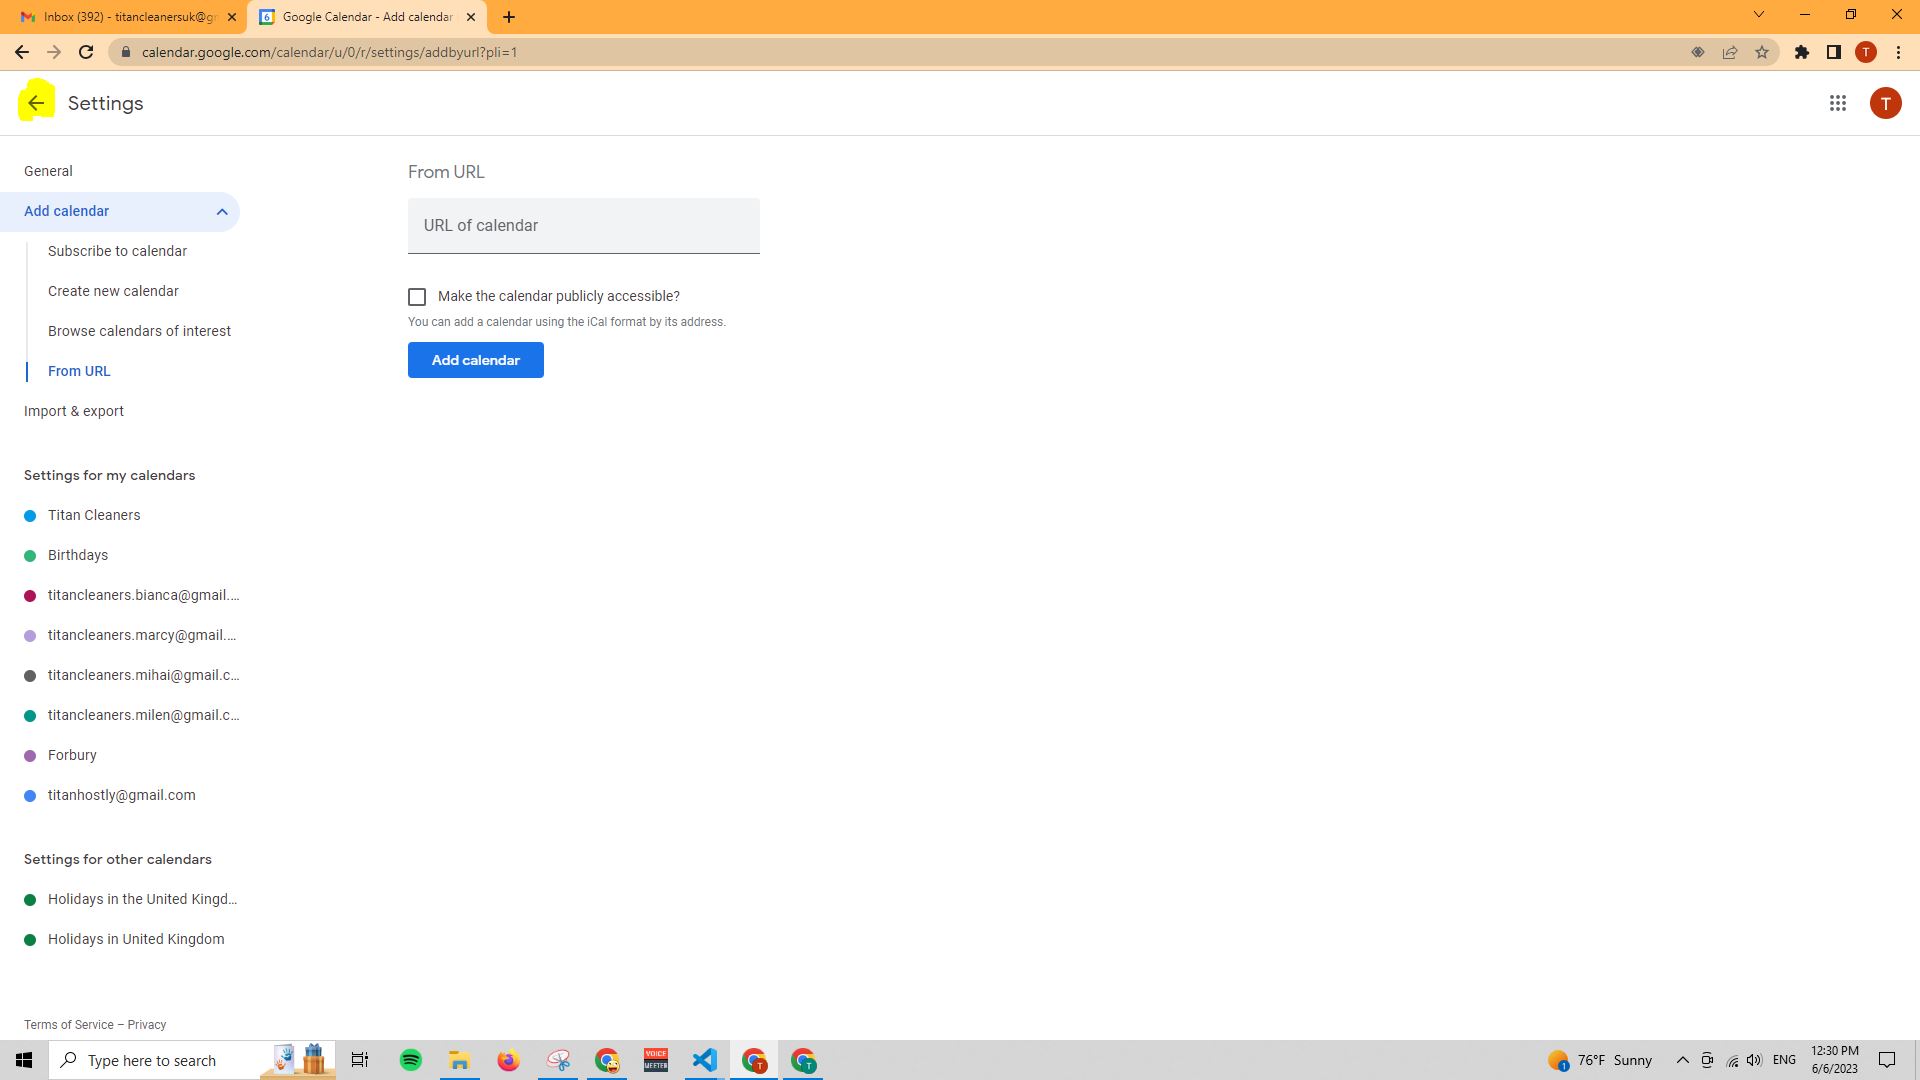 Inbox (392) - titancleanersuk@gm
Google Calendar - Add calendar
calendar.google.com/calendar/u/0/r/settings/addbyurl?pli=1
T
Settings
T
General
Add calendar
Subscribe to calendar
Create new calendar
Browse calendars of interest
From URL
Import & export
Settings for my calendars
Titan Cleaners
Birthdays
titancleaners.bianca@gmail....
titancleaners.marcy@gmail....
titancleaners.mihai@gmail.c...
titancleaners.milen@gmail.c...
Forbury
titanhostly@gmail.com
Settings for other calendars
Holidays in the United Kingd...
Holidays in United Kingdom
Terms of Service – Privacy
From URL
URL of calendar
Make the calendar publicly accessible?
You can add a calendar using the iCal format by its address.
Add calendar
Type here to search
VOICE
MEETER
T
T
1
76°F Sunny
ENG
12:30 PM
6/6/2023